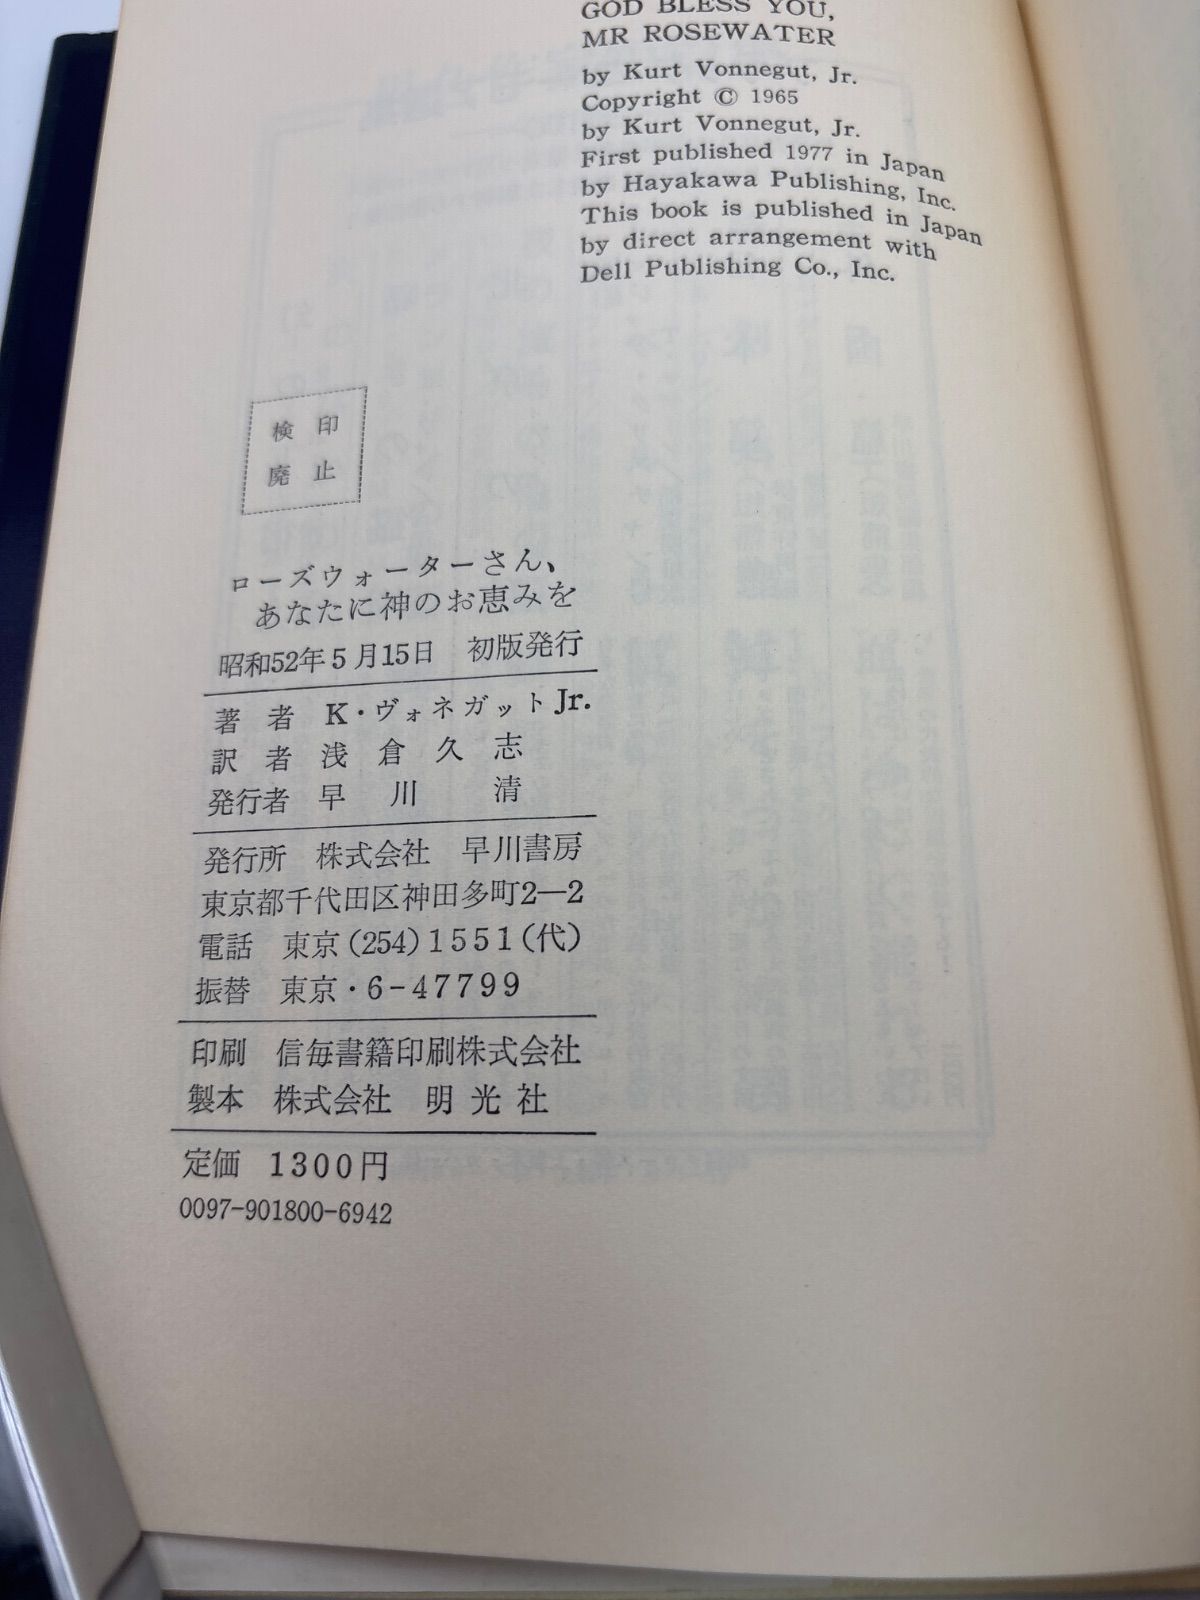 GOD BLESS YOU,
MR ROSEWATER
by Kurt Vonnegut, Jr.
Copyright © 1965
by Kurt Vonnegut, Jr.
First published 1977 in Japan
by Hayakawa Publishing, Inc.
This book is published in Japan
by direct arrangement with
Dell Publishing Co., Inc.
検印
廃止
ローズウォーターさん、
あなたに神のお恵みを
昭和52年5月15日 初版発行
著者 K・ヴォネガットJr.
訳者 浅倉久志
発行者 早川清
発行所 株式会社 早川書房
東京都千代田区神田多町2—2
電話 東京(254)1551(代)
振替 東京・6-47799
印刷 信毎書籍印刷株式会社
製本 株式会社 明光社
定価 1300円
0097-901800-6942